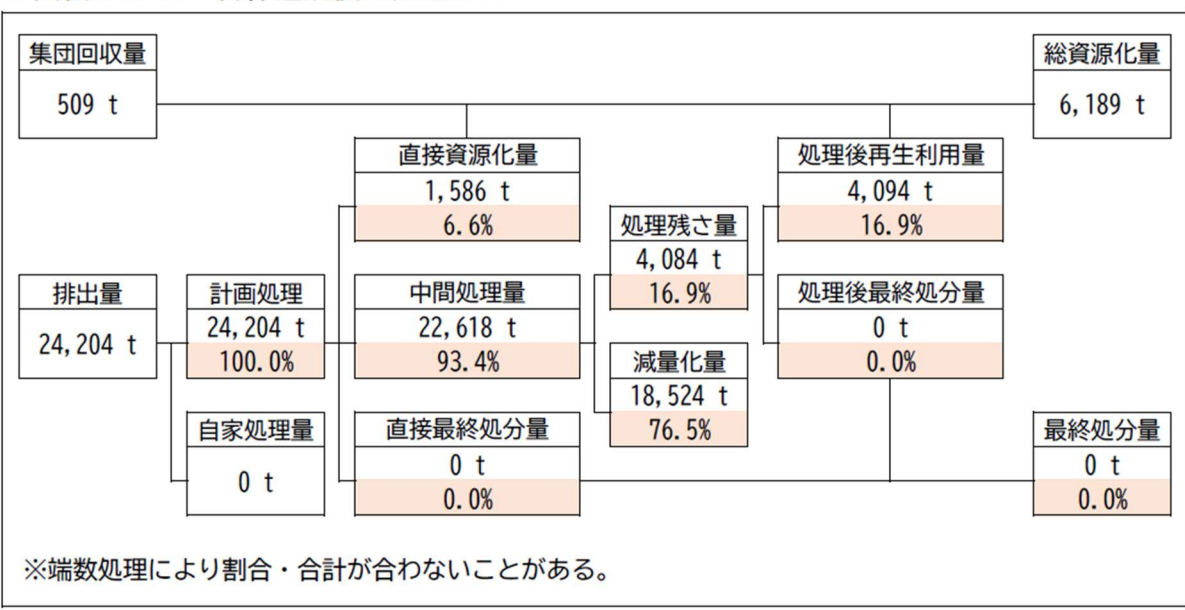 集団回収量
509 t
総資源化量
6,189 t
直接資源化量
1,586 t
6.6%
処理後再生利用量
4,094 t
16.9%
処理残さ量
4,084 t
16.9%
排出量
24,204 t
計画処理
24,204 t
100.0%
中間処理量
22,618 t
93.4%
処理後最終処分量
0 t
0.0%
減量化量
18,524 t
76.5%
自家処理量
0 t
直接最終処分量
0 t
0.0%
最終処分量
0 t
0.0%
※端数処理により割合・合計が合わないことがある。